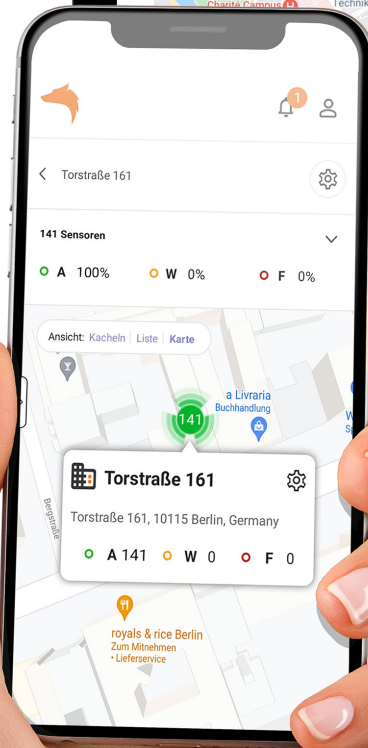 Charité Campus
Technik
1
Torstraße 161
141 Sensoren
A 100% W 0% F 0%
Ansicht: Kacheln Liste Karte
a Livraria
Buchhandlung
141
Torstraße 161
Torstraße 161, 10115 Berlin, Germany
A 141 W 0 F 0
Bergstraße
royals & rice Berlin
Zum Mitnehmen
• Lieferservice